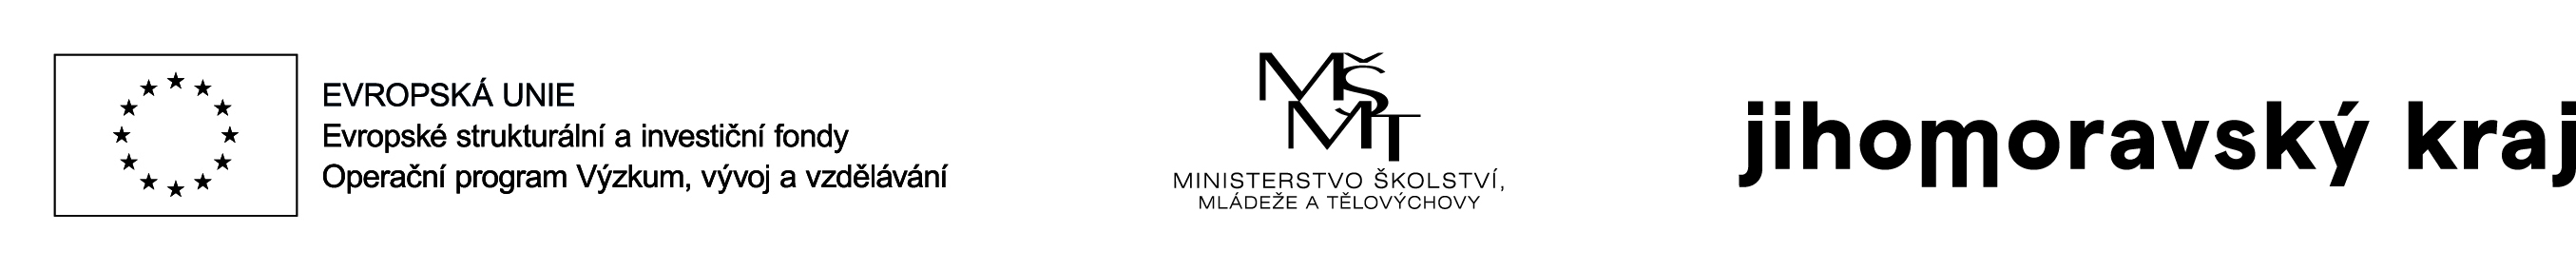 EVROPSKÁ UNIE
Evropské strukturální a investiční fondy
Operační program Výzkum, vývoj a vzdělávání
MŠMT
MINISTERSTVO ŠKOLSTVÍ,
MLÁDEŽE A TĚLOVÝCHOVY
jihomoravský kraj